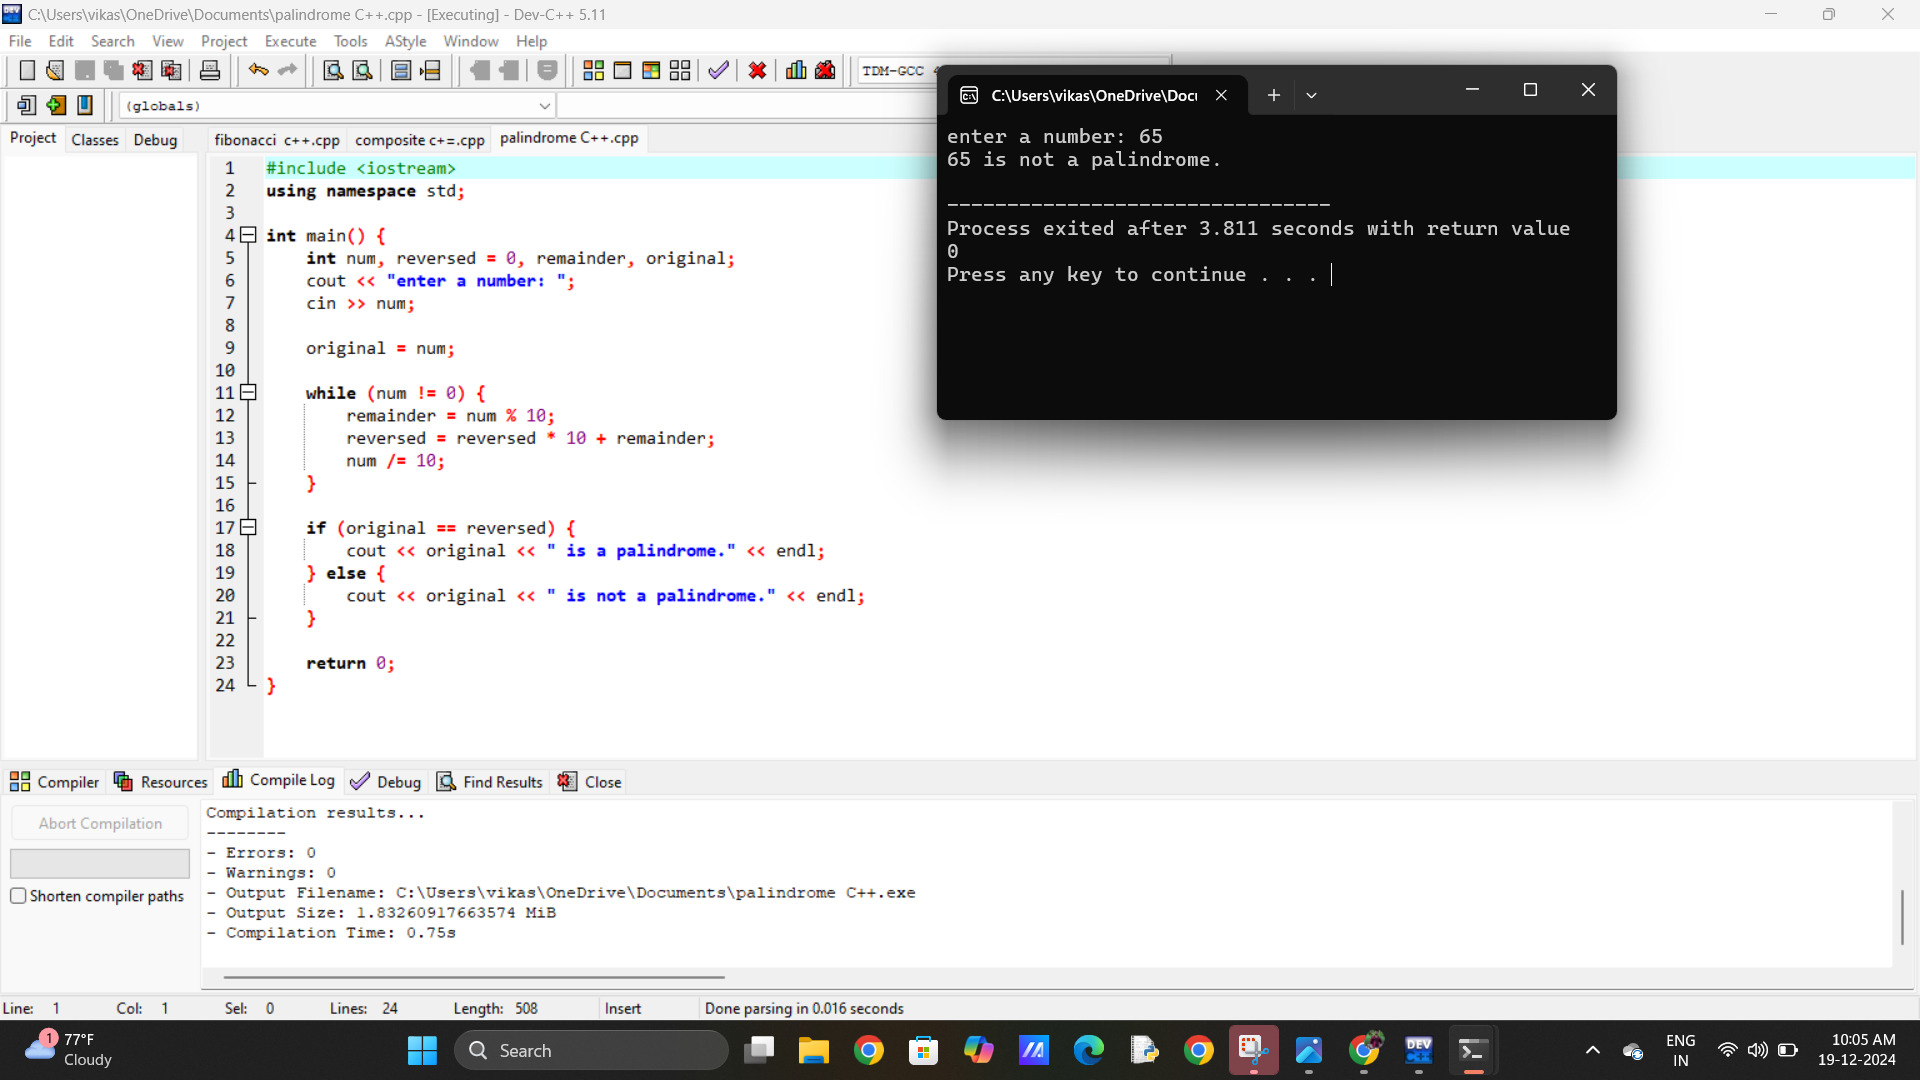 C:\Users\vikas\OneDrive\Documents\palindrome C++.cpp - [Executing] - Dev-C++ 5.11
File Edit Search View Project Execute Tools AStyle Window Help
TDM-GCC
(globals)
Project Classes Debug
fibonacci c++.cpp composite c+=.cpp palindrome C++.cpp
1 #include <iostream>
2 using namespace std;
3
4 int main() {
5 int num, reversed = 0, remainder, original;
6 cout << "enter a number: ";
7 cin >> num;
8
9 original = num;
10
11 while (num != 0) {
12 remainder = num % 10;
13 reversed = reversed * 10 + remainder;
14 num /= 10;
15 }
16
17 if (original == reversed) {
18 cout << original << " is a palindrome." << endl;
19 } else {
20 cout << original << " is not a palindrome." << endl;
21 }
22
23 return 0;
24 }
C:\Users\vikas\OneDrive\Docu
enter a number: 65
65 is not a palindrome.
--------------------------------
Process exited after 3.811 seconds with return value
0
Press any key to continue . . .
Compiler Resources Compile Log Debug Find Results Close
Abort Compilation
Shorten compiler paths
Compilation results...
--------
- Errors: 0
- Warnings: 0
- Output Filename: C:\Users\vikas\OneDrive\Documents\palindrome C++.exe
- Output Size: 1.83260917663574 MiB
- Compilation Time: 0.75s
Line: 1 Col: 1 Sel: 0 Lines: 24 Length: 508 Insert Done parsing in 0.016 seconds
1
77°F
Cloudy
Search
DEV
C++
ENG
IN
10:05 AM
19-12-2024